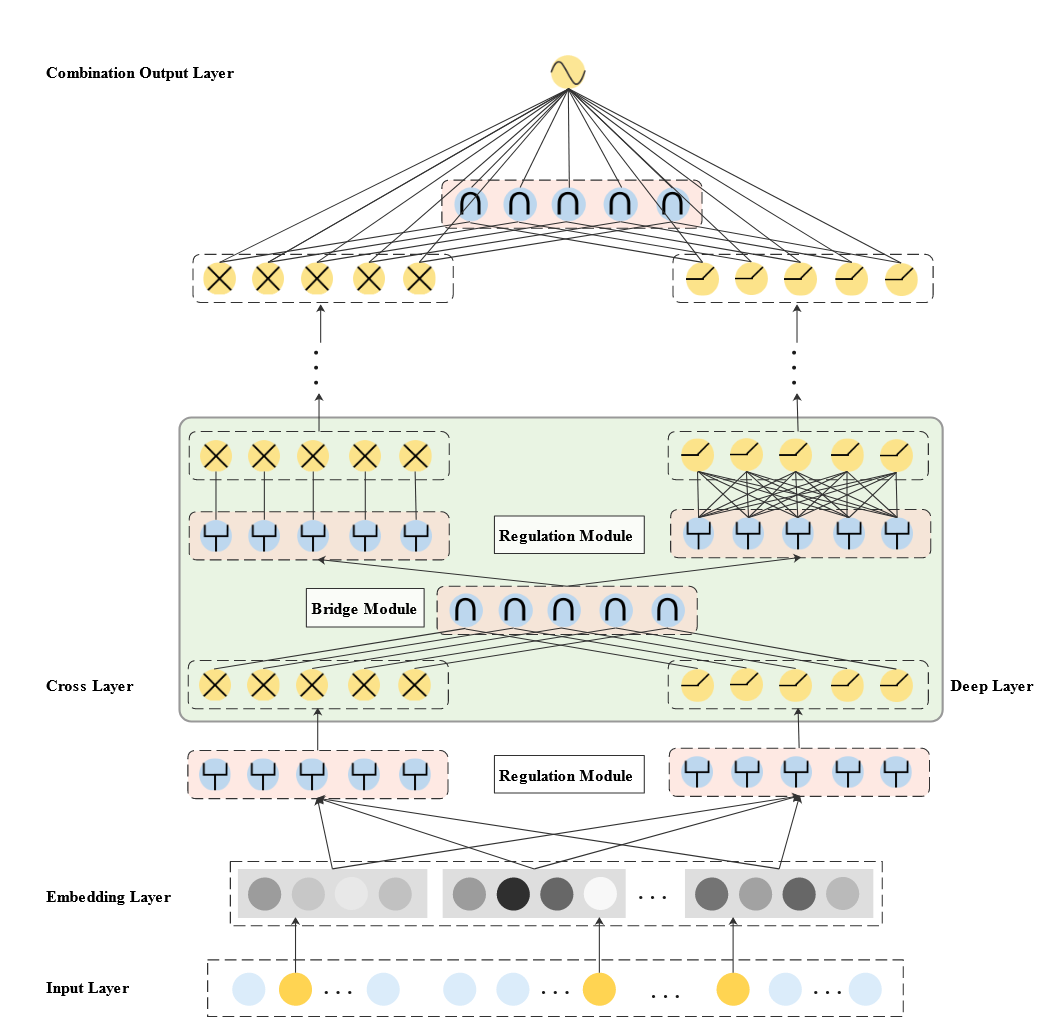 Combination Output Layer
Regulation Module
Bridge Module
Cross Layer
Deep Layer
Regulation Module
Embedding Layer
Input Layer